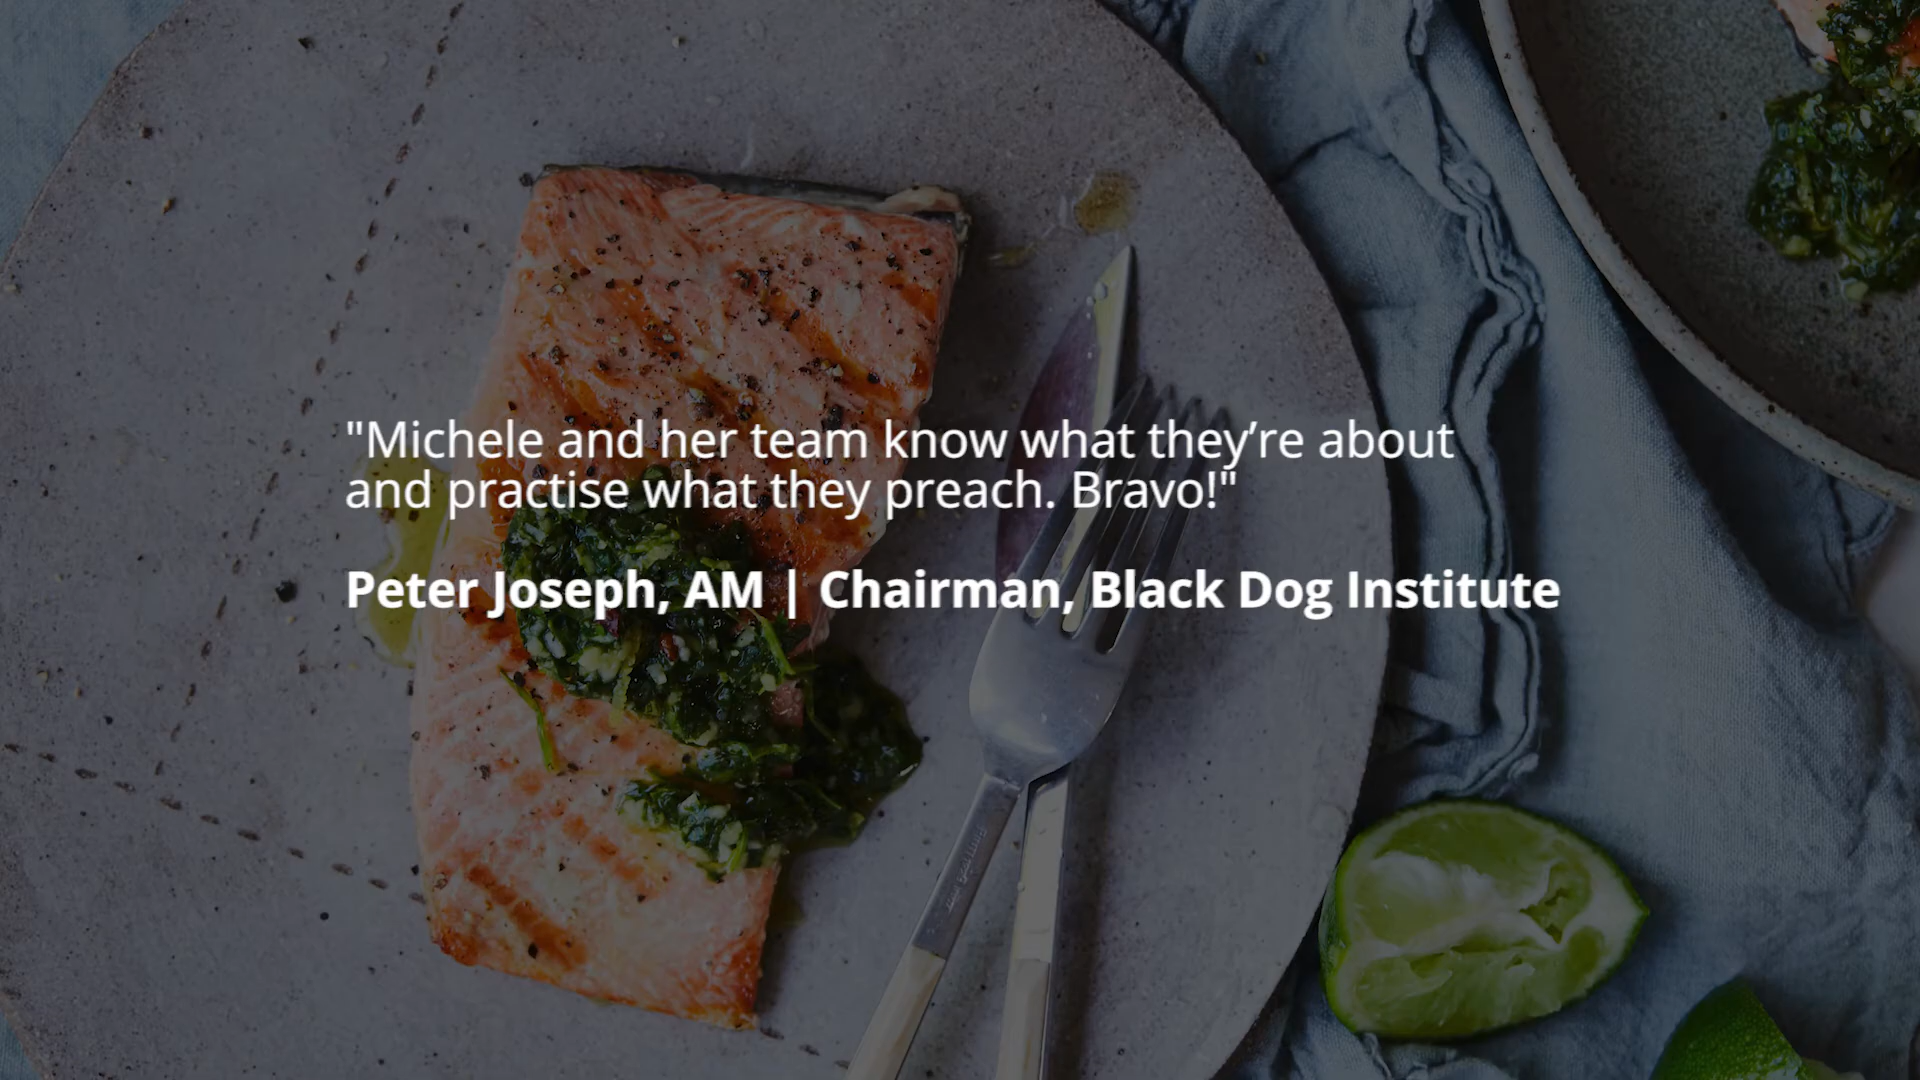 "Michele and her team know what they’re about
and practise what they preach. Bravo!"
Peter Joseph, AM | Chairman, Black Dog Institute